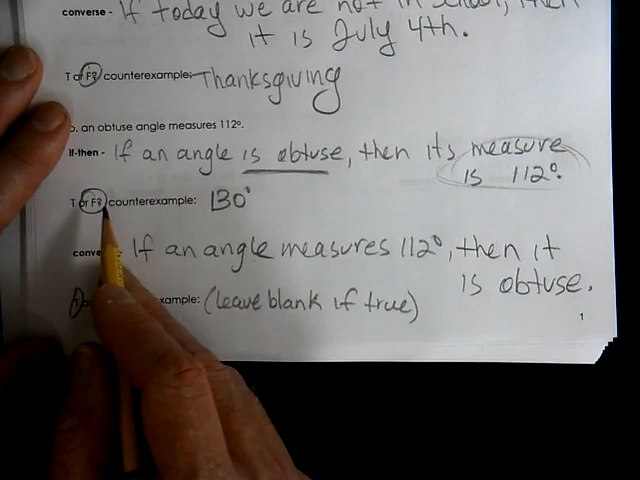 converse - If today we are not in school, then
it is July 4th.
T or F? counterexample: Thanksgiving
b. an obtuse angle measures 112°.
If-then - If an angle is obtuse, then its measure
is 112°.
T or F? counterexample: 130°
conve If an angle measures 112°, then it
is obtuse.
T ample: (leave blank if true)
1